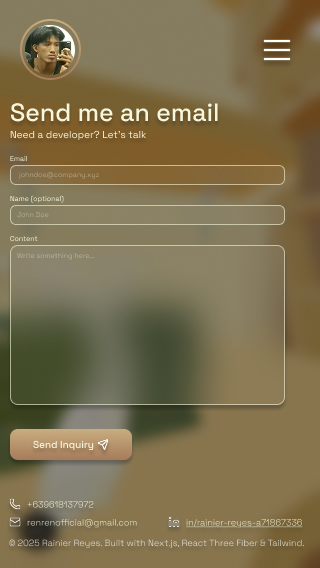 Send me an email
Need a developer? Let's talk
Email
johndoe@company.xyz
Name (optional)
John Doe
Content
Write something here...
Send Inquiry
+639618137972
renrenofficial@gmail.com
in/rainier-reyes-a71867336
© 2025 Rainier Reyes. Built with Next.js, React Three Fiber & Tailwind.